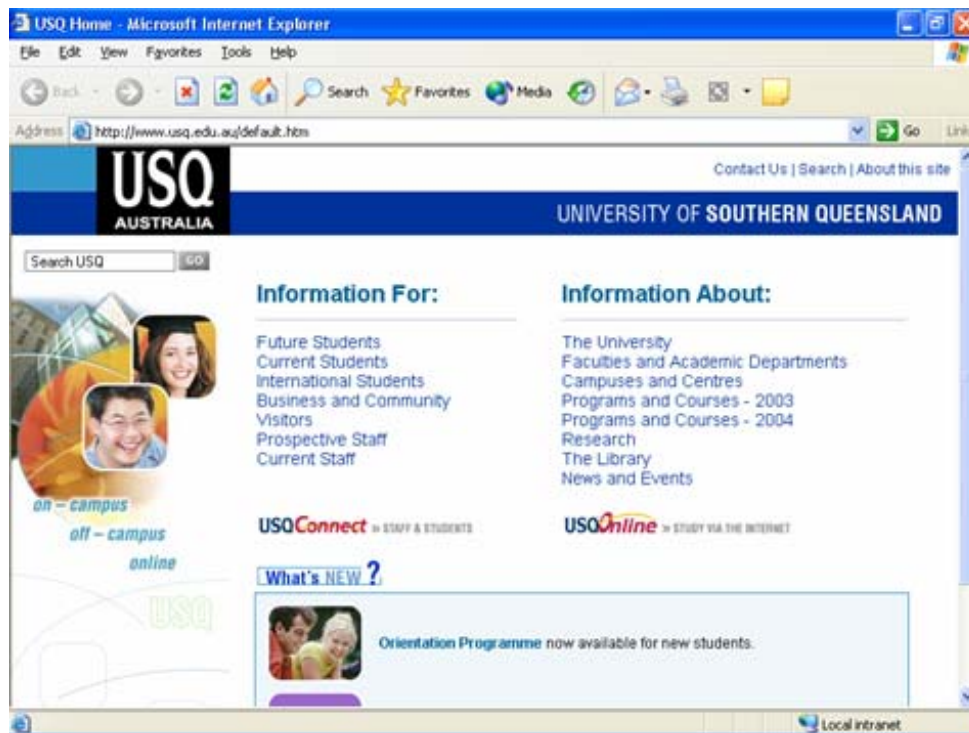 USQ Home - Microsoft Internet Explorer
File Edit View Favorites Tools Help
Back Search Favorites Media
Address http://www.usq.edu.au/default.htm Go Link
USQ
AUSTRALIA
Contact Us | Search | About this site
UNIVERSITY OF SOUTHERN QUEENSLAND
Search USQ GO
Information For:
Future Students
Current Students
International Students
Business and Community
Visitors
Prospective Staff
Current Staff
Information About:
The University
Faculties and Academic Departments
Campuses and Centres
Programs and Courses - 2003
Programs and Courses - 2004
Research
The Library
News and Events
on – campus
off – campus
online
USQ
USQConnect » STAFF & STUDENTS
USQOnline » STUDY VIA THE INTERNET
What's NEW ?
Orientation Programme now available for new students.
Local intranet